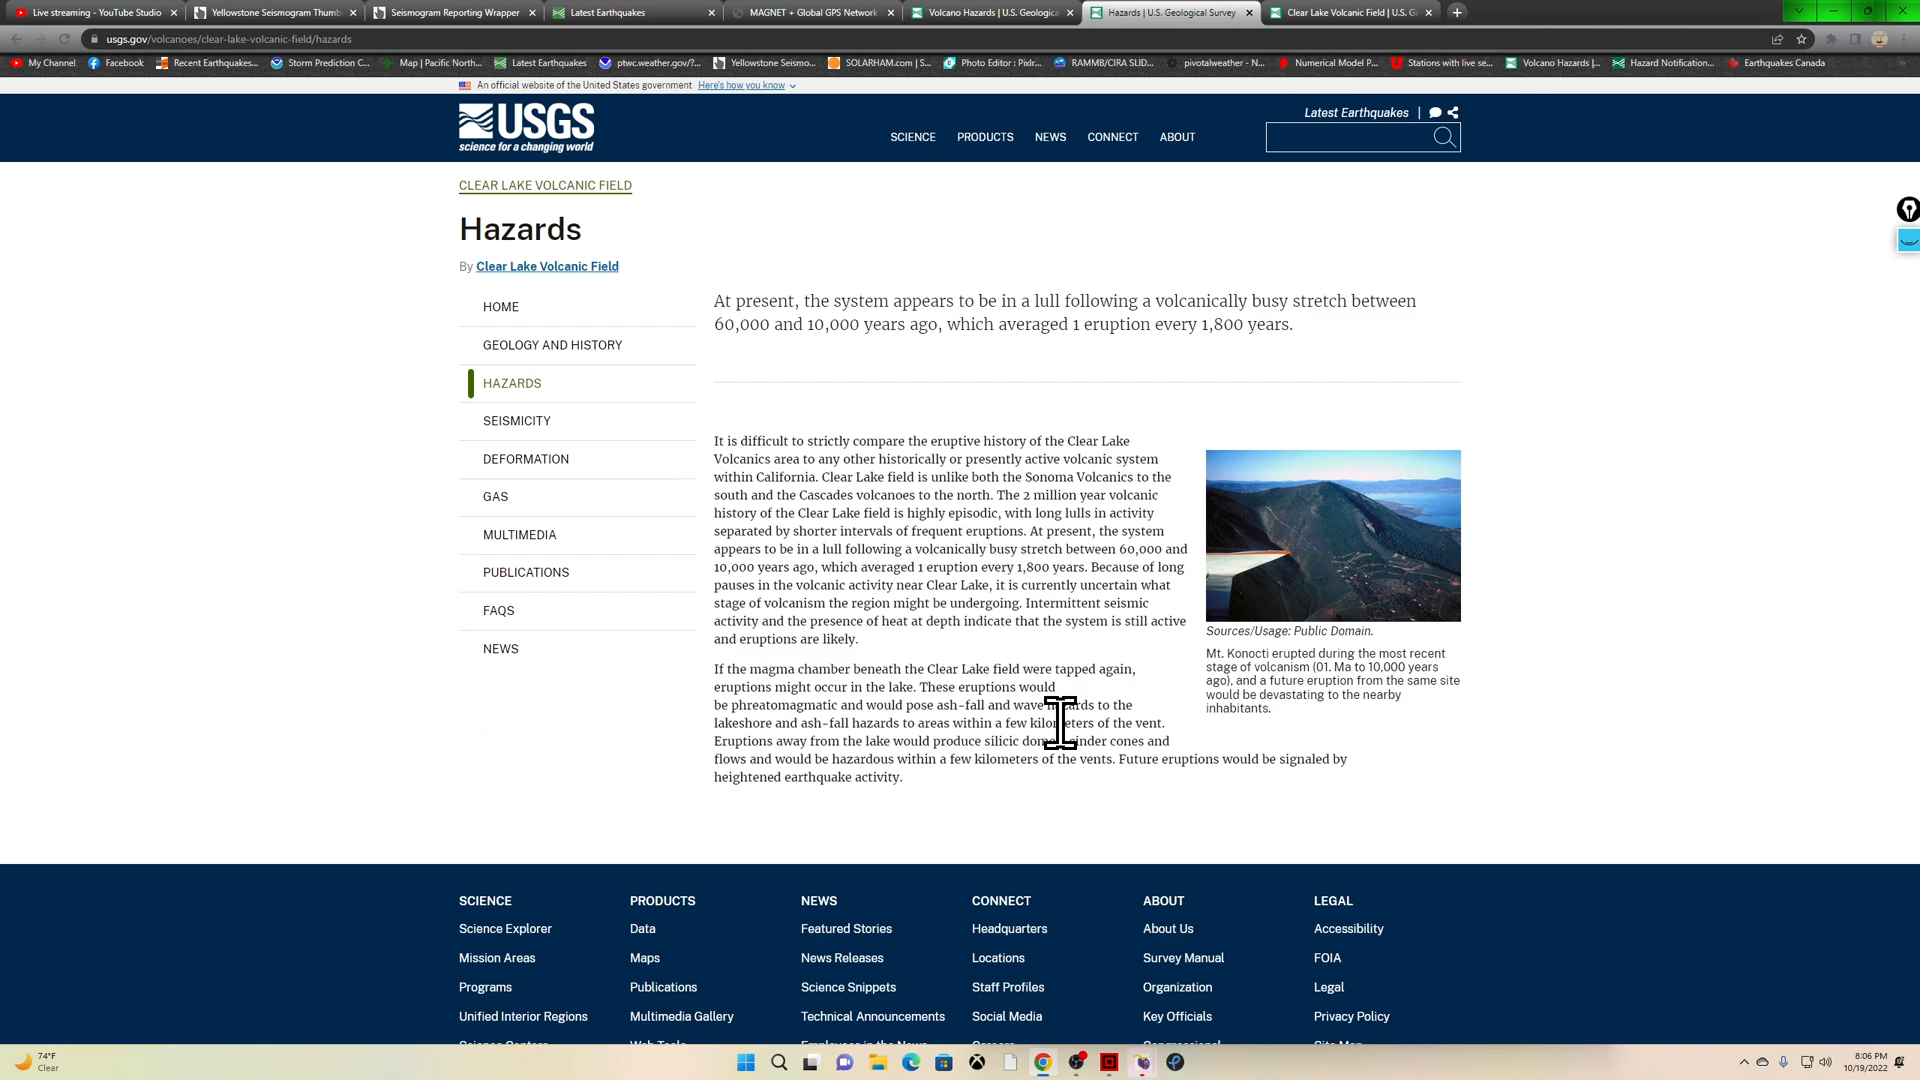 Live streaming - YouTube Studio
Yellowstone Seismogram Thumb
Seismogram Reporting Wrapper
Latest Earthquakes
MAGNET + Global GPS Network
Volcano Hazards | U.S. Geologica
Hazards | U.S. Geological Survey
Clear Lake Volcanic Field | U.S. G
usgs.gov/volcanoes/clear-lake-volcanic-field/hazards
My Channel
Facebook
Recent Earthquakes...
Storm Prediction C...
Map | Pacific North...
Latest Earthquakes
ptwc.weather.gov/?...
Yellowstone Seismo...
SOLARHAM.com | S...
Photo Editor : Pixlr...
RAMMB/CIRA SLID...
pivotalweather - N...
Numerical Model P...
Stations with live se...
Volcano Hazards |...
Hazard Notification...
Earthquakes Canada
An official website of the United States government Here's how you know
USGS
science for a changing world
SCIENCE
PRODUCTS
NEWS
CONNECT
ABOUT
Latest Earthquakes |
CLEAR LAKE VOLCANIC FIELD
Hazards
By Clear Lake Volcanic Field
HOME
GEOLOGY AND HISTORY
HAZARDS
SEISMICITY
DEFORMATION
GAS
MULTIMEDIA
PUBLICATIONS
FAQS
NEWS
At present, the system appears to be in a lull following a volcanically busy stretch between
60,000 and 10,000 years ago, which averaged 1 eruption every 1,800 years.
It is difficult to strictly compare the eruptive history of the Clear Lake
Volcanics area to any other historically or presently active volcanic system
within California. Clear Lake field is unlike both the Sonoma Volcanics to the
south and the Cascades volcanoes to the north. The 2 million year volcanic
history of the Clear Lake field is highly episodic, with long lulls in activity
separated by shorter intervals of frequent eruptions. At present, the system
appears to be in a lull following a volcanically busy stretch between 60,000 and
10,000 years ago, which averaged 1 eruption every 1,800 years. Because of long
pauses in the volcanic activity near Clear Lake, it is currently uncertain what
stage of volcanism the region might be undergoing. Intermittent seismic
activity and the presence of heat at depth indicate that the system is still active
and eruptions are likely.
If the magma chamber beneath the Clear Lake field were tapped again,
eruptions might occur in the lake. These eruptions would
be phreatomagmatic and would pose ash-fall and wave hazards to the
lakeshore and ash-fall hazards to areas within a few kilometers of the vent.
Eruptions away from the lake would produce silicic domes, cinder cones and
flows and would be hazardous within a few kilometers of the vents. Future eruptions would be signaled by
heightened earthquake activity.
Sources/Usage: Public Domain.
Mt. Konocti erupted during the most recent
stage of volcanism (01. Ma to 10,000 years
ago), and a future eruption from the same site
would be devastating to the nearby
inhabitants.
SCIENCE
Science Explorer
Mission Areas
Programs
Unified Interior Regions
PRODUCTS
Data
Maps
Publications
Multimedia Gallery
NEWS
Featured Stories
News Releases
Science Snippets
Technical Announcements
CONNECT
Headquarters
Locations
Staff Profiles
Social Media
ABOUT
About Us
Survey Manual
Organization
Key Officials
LEGAL
Accessibility
FOIA
Legal
Privacy Policy
74°F
Clear
8:06 PM
10/19/2022